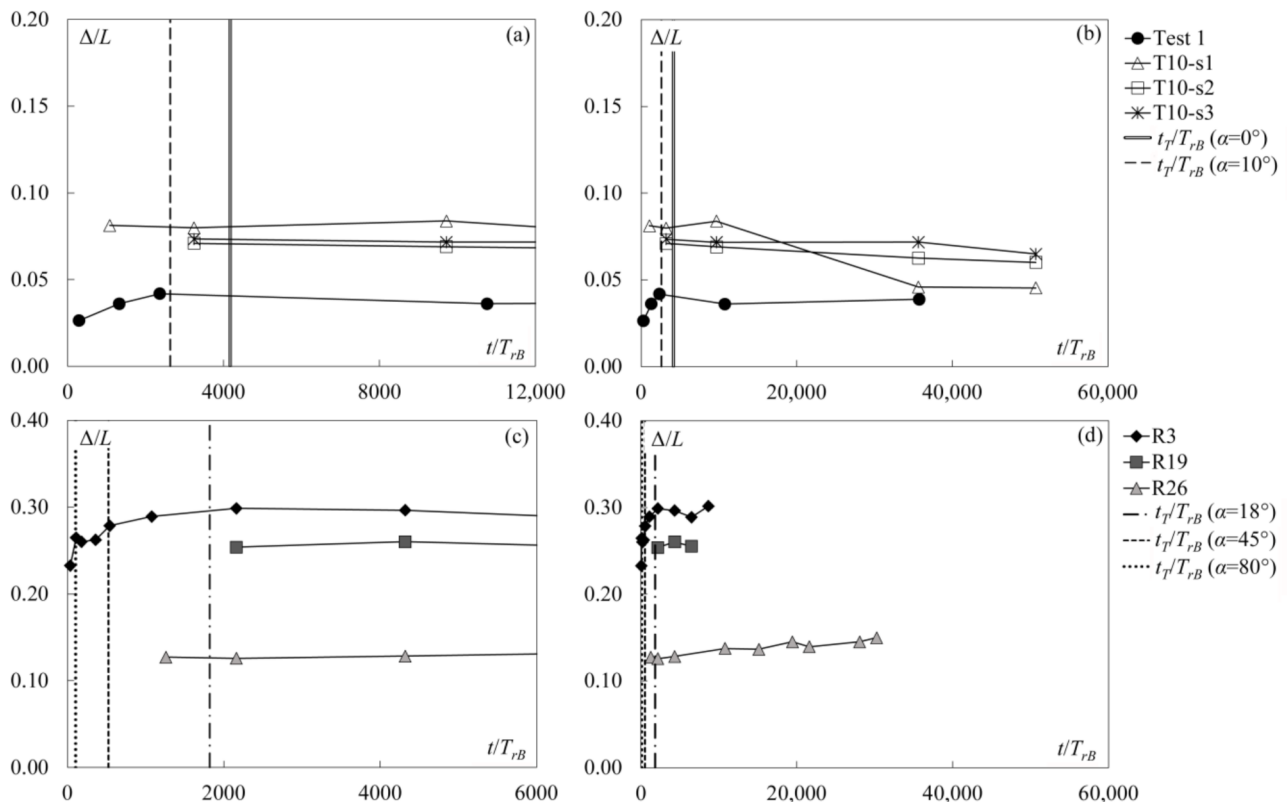 0.20
Δ/L
(a)
0.15
0.10
0.05
0.00
t/TrB
0
4000
8000
12,000
0.20
Δ/L
(b)
0.15
0.10
0.05
0.00
t/TrB
0
20,000
40,000
60,000
Test 1
T10-s1
T10-s2
T10-s3
tT/TrB (α=0°)
tT/TrB (α=10°)
0.40
Δ/L
(c)
0.30
0.20
0.10
0.00
t/TrB
0
2000
4000
6000
0.40
Δ/L
(d)
0.30
0.20
0.10
0.00
t/TrB
0
20,000
40,000
60,000
R3
R19
R26
tT/TrB (α=18°)
tT/TrB (α=45°)
tT/TrB (α=80°)